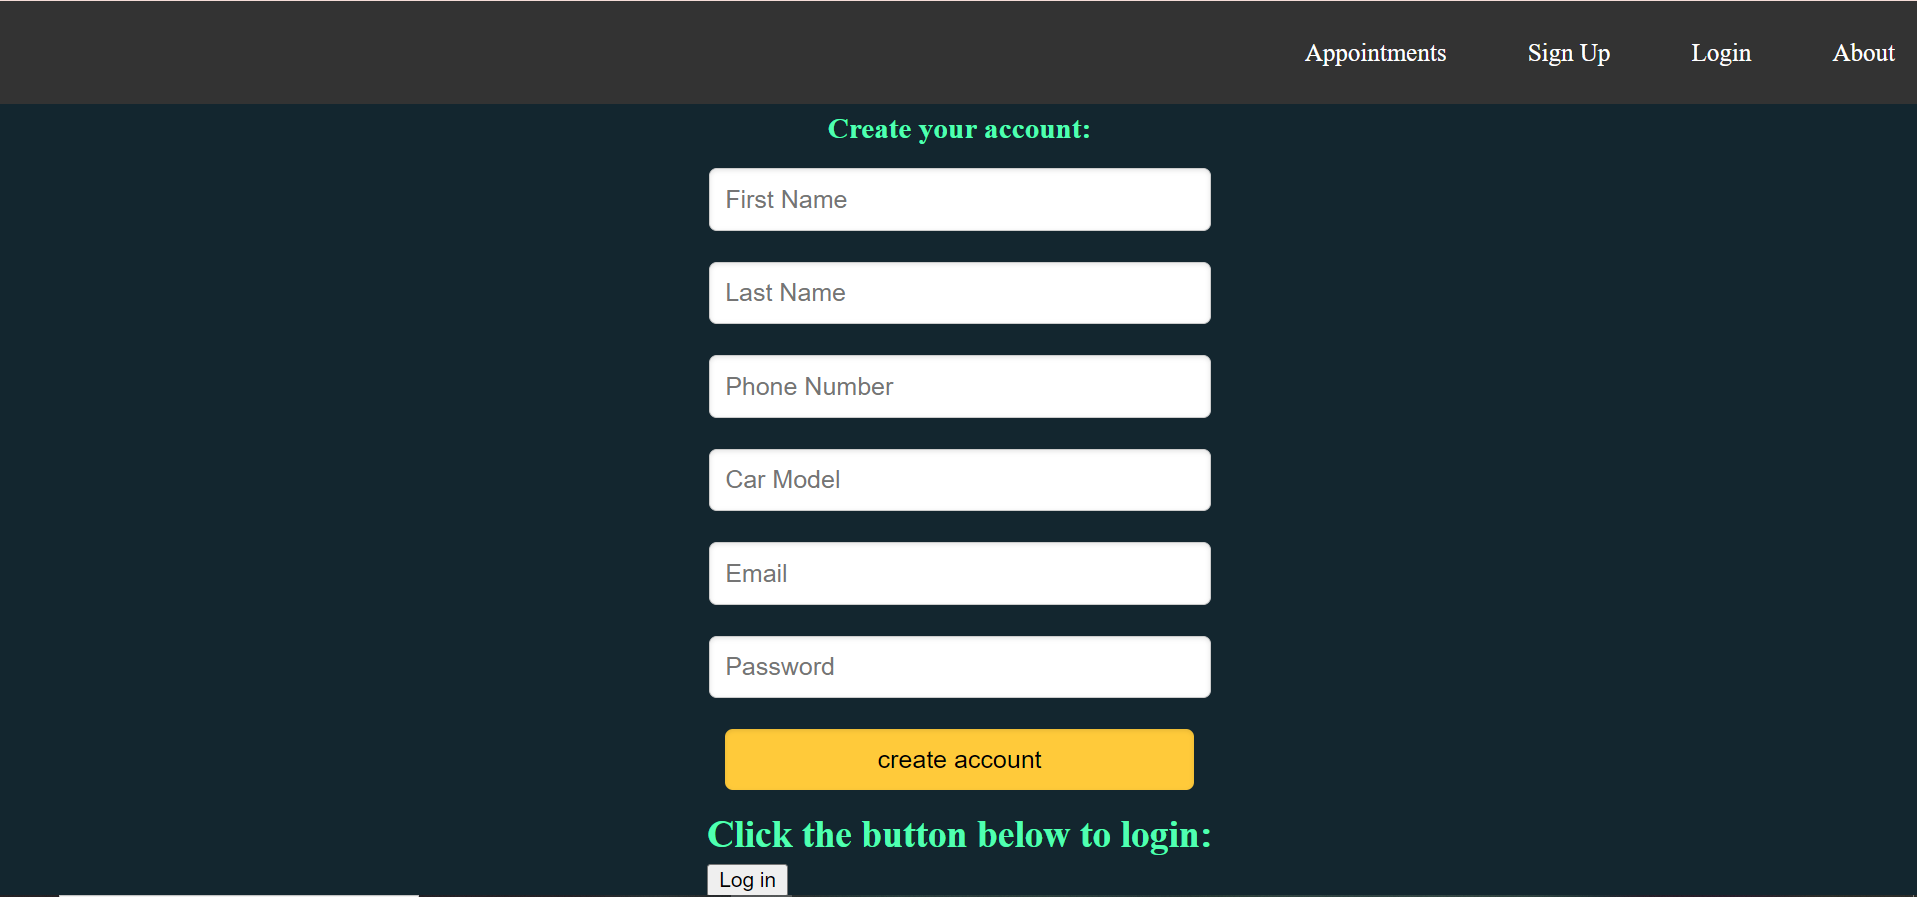 Appointments Sign Up Login About
Create your account:
First Name
Last Name
Phone Number
Car Model
Email
Password
create account
Click the button below to login:
Log in